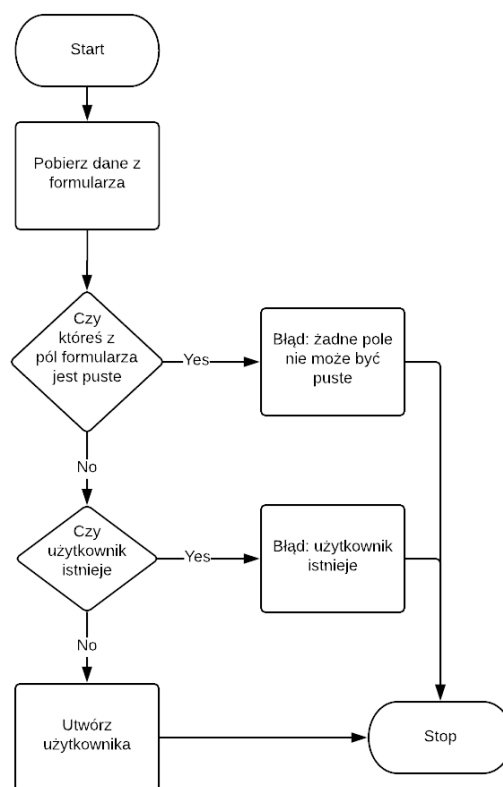 Start
Pobierz dane z
formularza
Czy
któreś z
pól formularza
jest puste
Yes
Błąd: żadne pole
nie może być
puste
No
Czy
użytkownik
istnieje
Yes
Błąd: użytkownik
istnieje
No
Utwórz
użytkownika
Stop